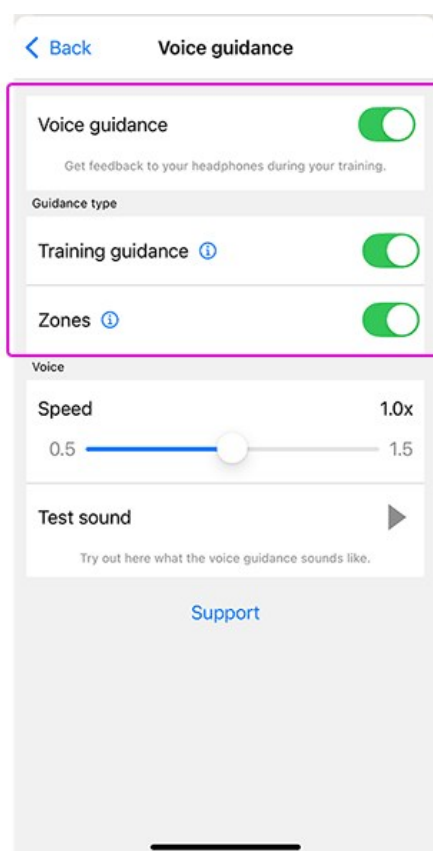 Back Voice guidance
Voice guidance
Get feedback to your headphones during your training.
Guidance type
Training guidance
Zones
Voice
Speed 1.0x
0.5 1.5
Test sound
Try out here what the voice guidance sounds like.
Support